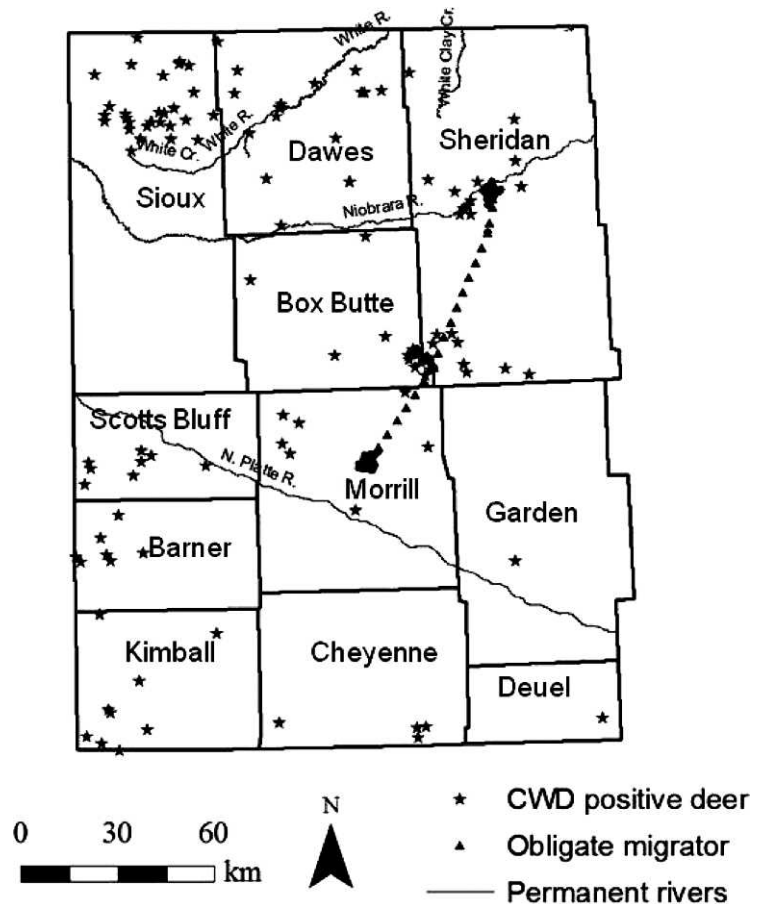 White R.
White Clay Cr.
White R.
White Cr.
Dawes
Sheridan
Sioux
Niobrara R.
Box Butte
Scotts Bluff
N. Platte R.
Morrill
Garden
Barner
Kimball
Cheyenne
Deuel
N
0 30 60
km
CWD positive deer
Obligate migrator
Permanent rivers